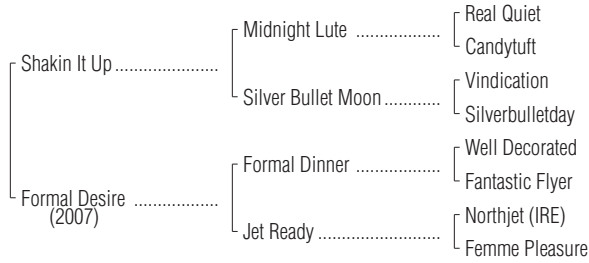 Real Quiet
Midnight Lute ..................
Candytuft
Shakin It Up ......................
Vindication
Silver Bullet Moon ............
Silverbulletday
Well Decorated
Formal Dinner ..................
Fantastic Flyer
Formal Desire ..................
(2007)
Northjet (IRE)
Jet Ready ..........................
Femme Pleasure